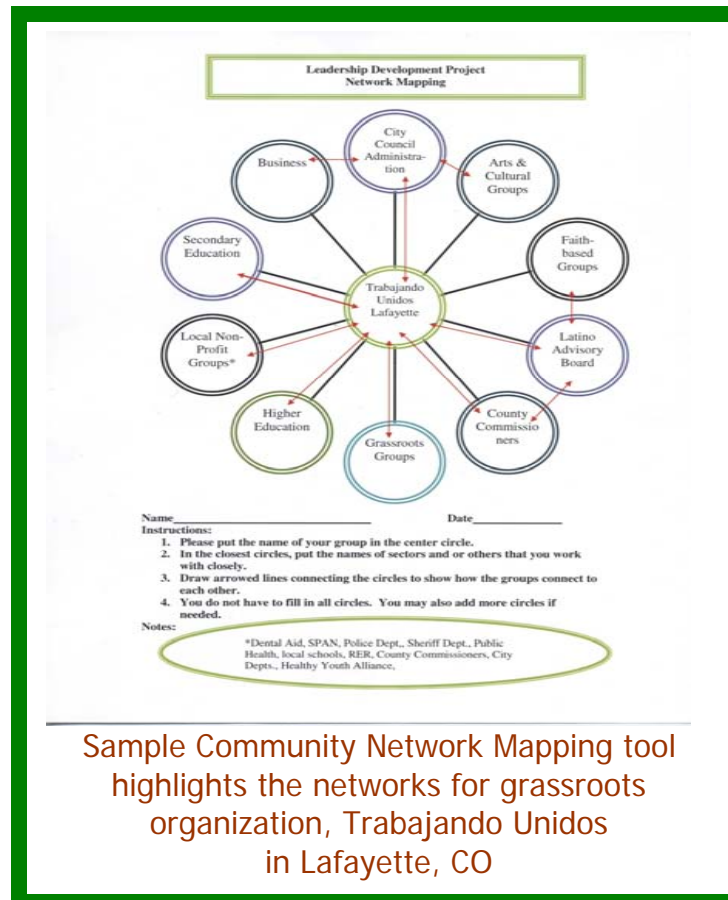 Leadership Development Project
Network Mapping
City
Council
Administra-
tion
Business
Arts &
Cultural
Groups
Secondary
Education
Faith-
based
Groups
Trabajando
Unidos
Lafayette
Local Non-
Profit
Groups*
Latino
Advisory
Board
Higher
Education
County
Commissio
ners
Grassroots
Groups
Name_______________________________ Date______________
Instructions:
1. Please put the name of your group in the center circle.
2. In the closest circles, put the names of sectors and or others that you work
with closely.
3. Draw arrowed lines connecting the circles to show how the groups connect to
each other.
4. You do not have to fill in all circles. You may also add more circles if
needed.
Notes:
*Dental Aid, SPAN, Police Dept,, Sheriff Dept., Public
Health, local schools, RER, County Commissioners, City
Depts., Healthy Youth Alliance,
Sample Community Network Mapping tool
highlights the networks for grassroots
organization, Trabajando Unidos
in Lafayette, CO